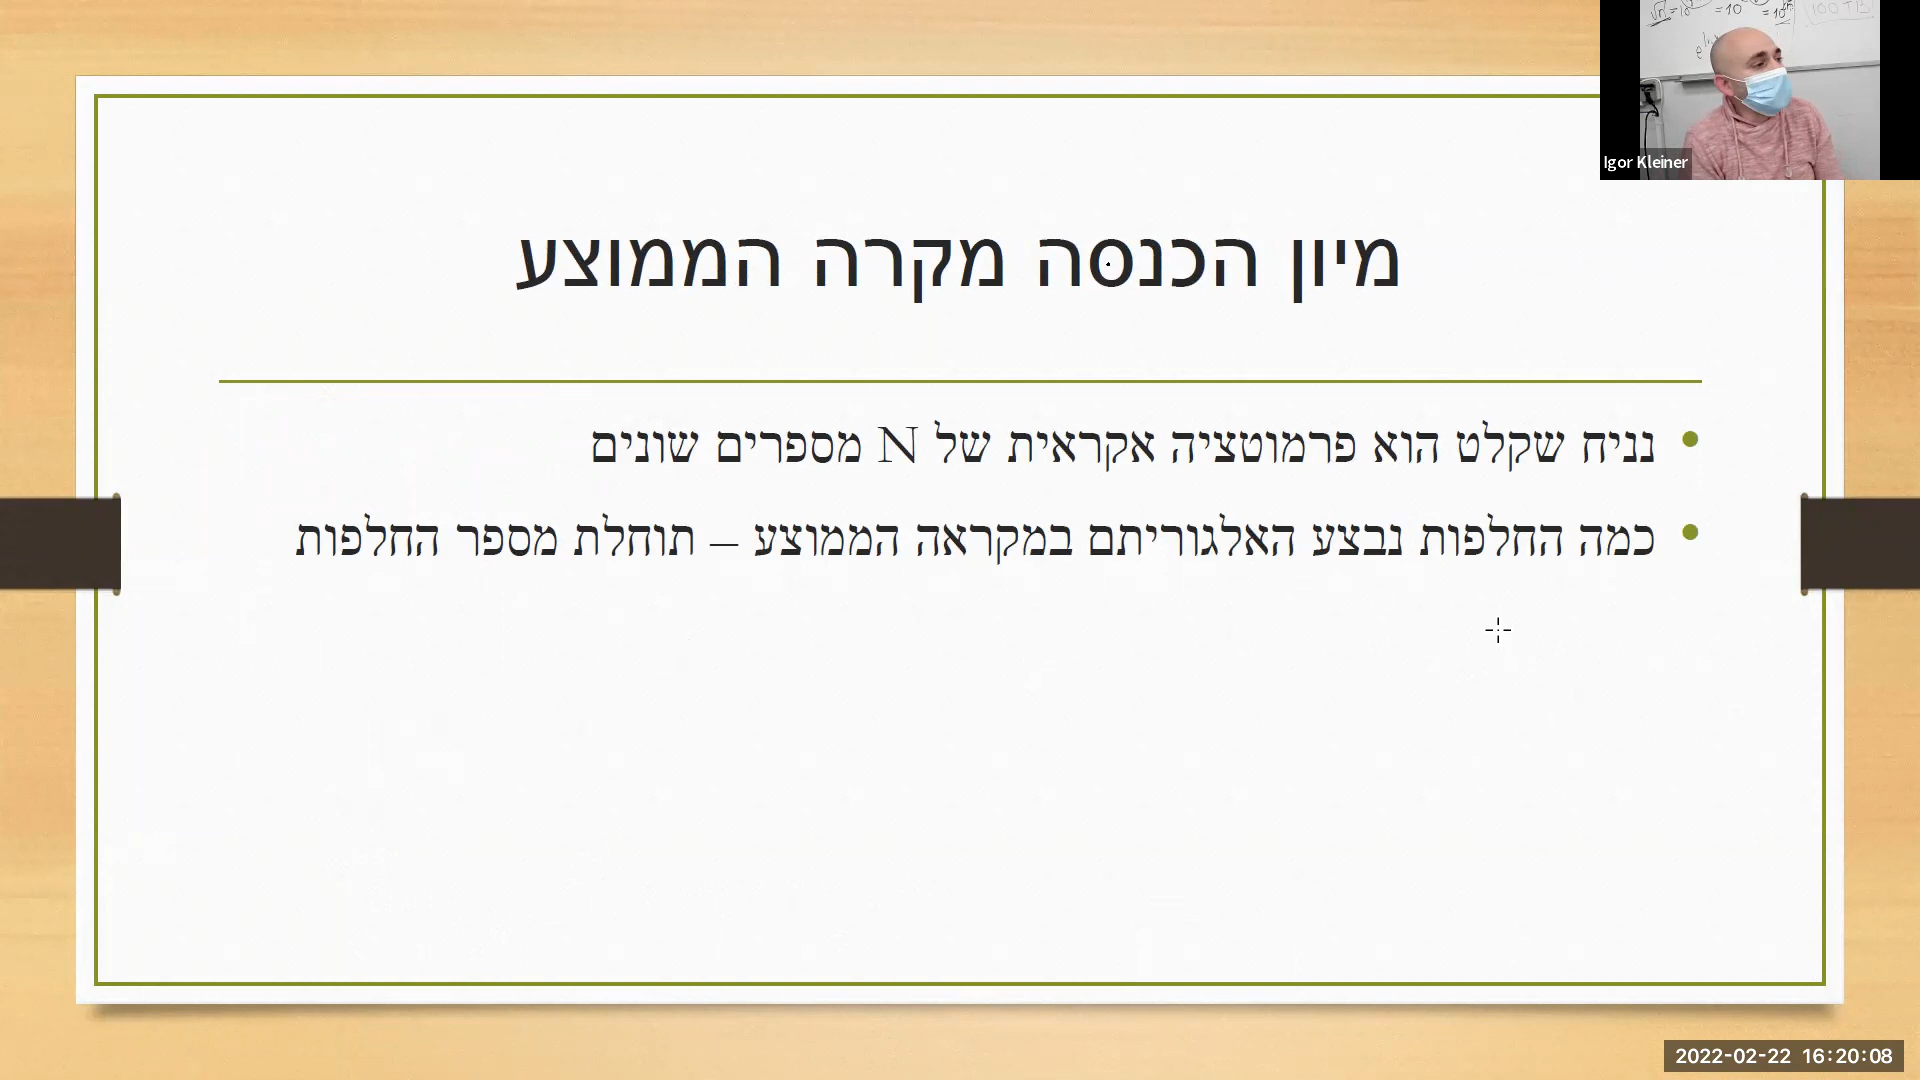 מיון הכנסה מקרה הממוצע
נניח שקלט הוא פרמוטציה אקראית של N מספרים שונים
כמה החלפות נבצע האלגוריתם במקראה הממוצע – תוחלת מספר החלפות
Igor Kleiner
2022-02-22 16:20:08